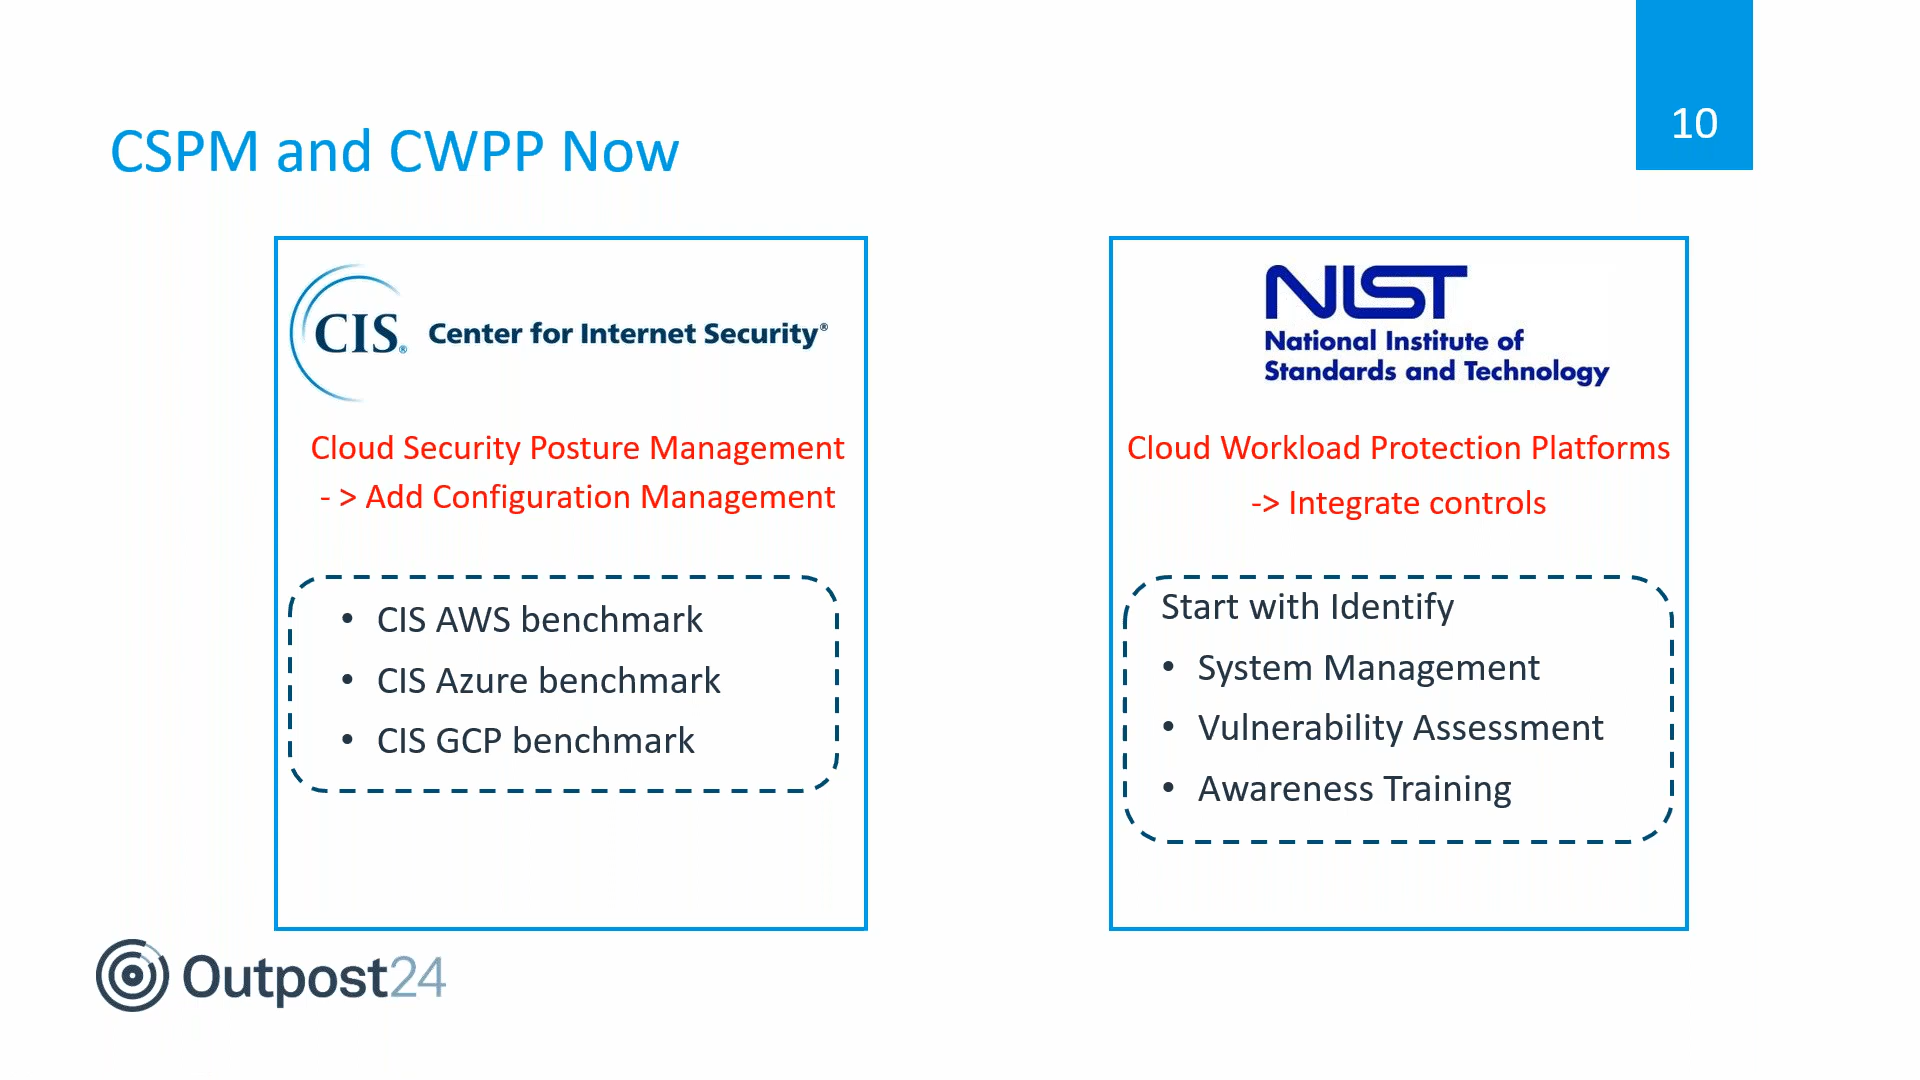 10
CSPM and CWPP Now
CIS® Center for Internet Security®
Cloud Security Posture Management
- > Add Configuration Management
• CIS AWS benchmark
• CIS Azure benchmark
• CIS GCP benchmark
NIST
National Institute of
Standards and Technology
Cloud Workload Protection Platforms
-> Integrate controls
Start with Identify
• System Management
• Vulnerability Assessment
• Awareness Training
Outpost24